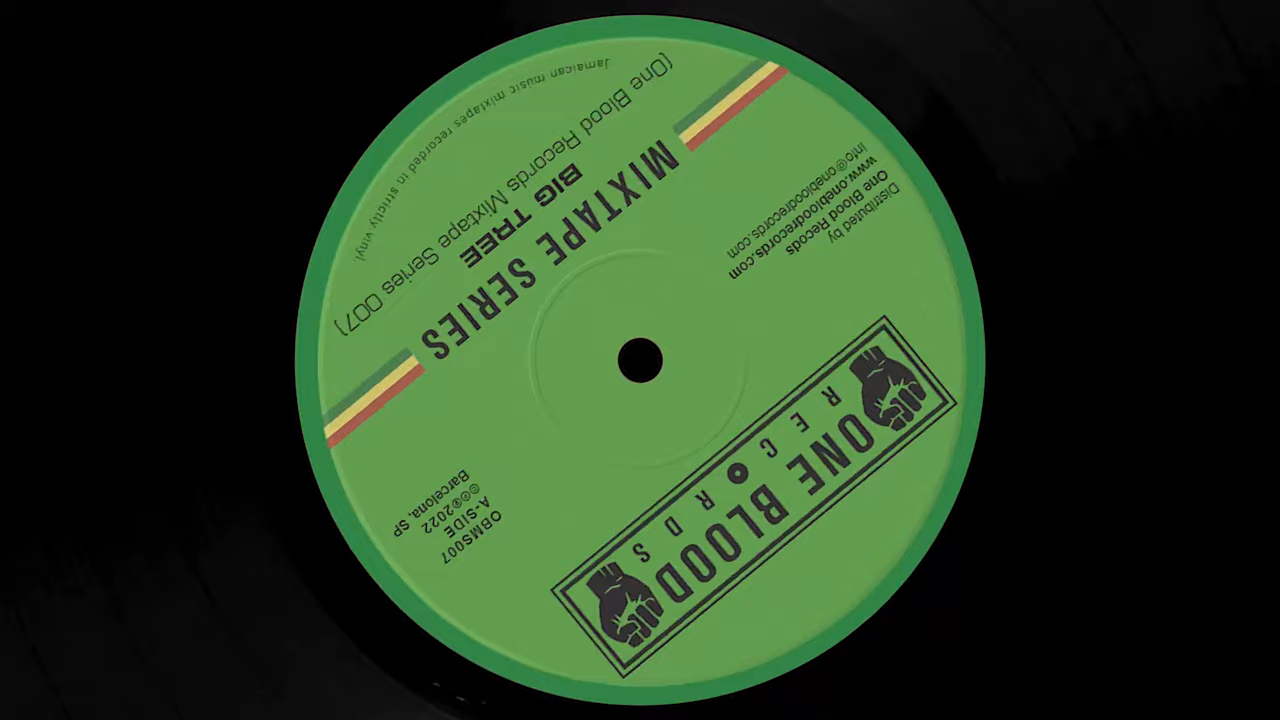 ONE BLOOD
RECORDS
OBMS007
A-SIDE
2022
Barcelona, SP
Distributed by
One Blood Recods
www.onebloodrecords.com
info@onebloodrecords.com
MIXTAPE SERIES
BIG TREE
(One Blood Records Mixtape Series 007)
Jamaican music mixtapes recorded in strictly vinyl.